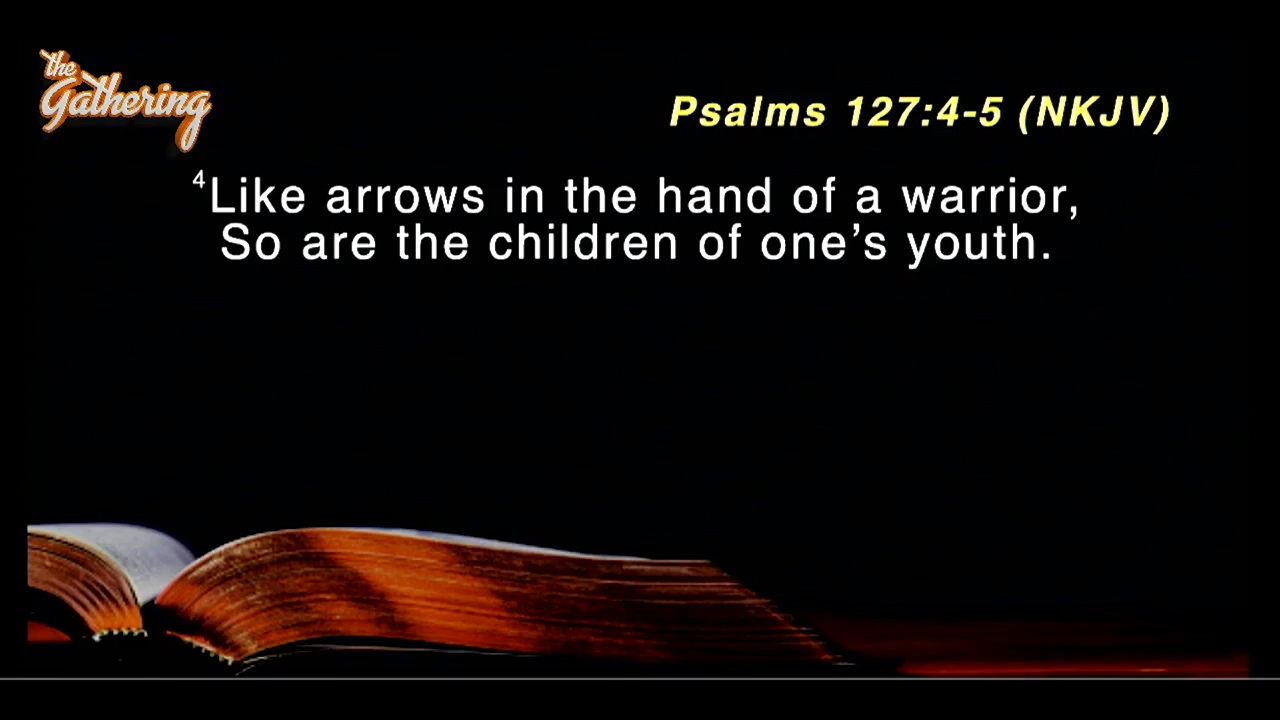 the
Gathering
Psalms 127:4-5 (NKJV)
⁴Like arrows in the hand of a warrior,
So are the children of one’s youth.